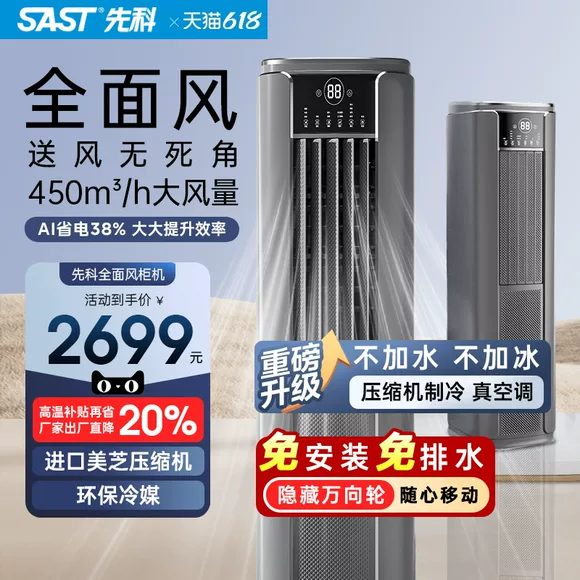 SAST®先科 ×天猫618
全面风
送风无死角
450m³/h大风量
AI省电38% 大大提升效率
先科全面风柜机
活动到手价 ¥
2699元
高温补贴再省
厂家出厂直降
20%
进口美芝压缩机
环保冷媒
88
88
重磅
升级
不加水 不加冰
压缩机制冷 真空调
免安装免排水
隐藏万向轮 随心移动